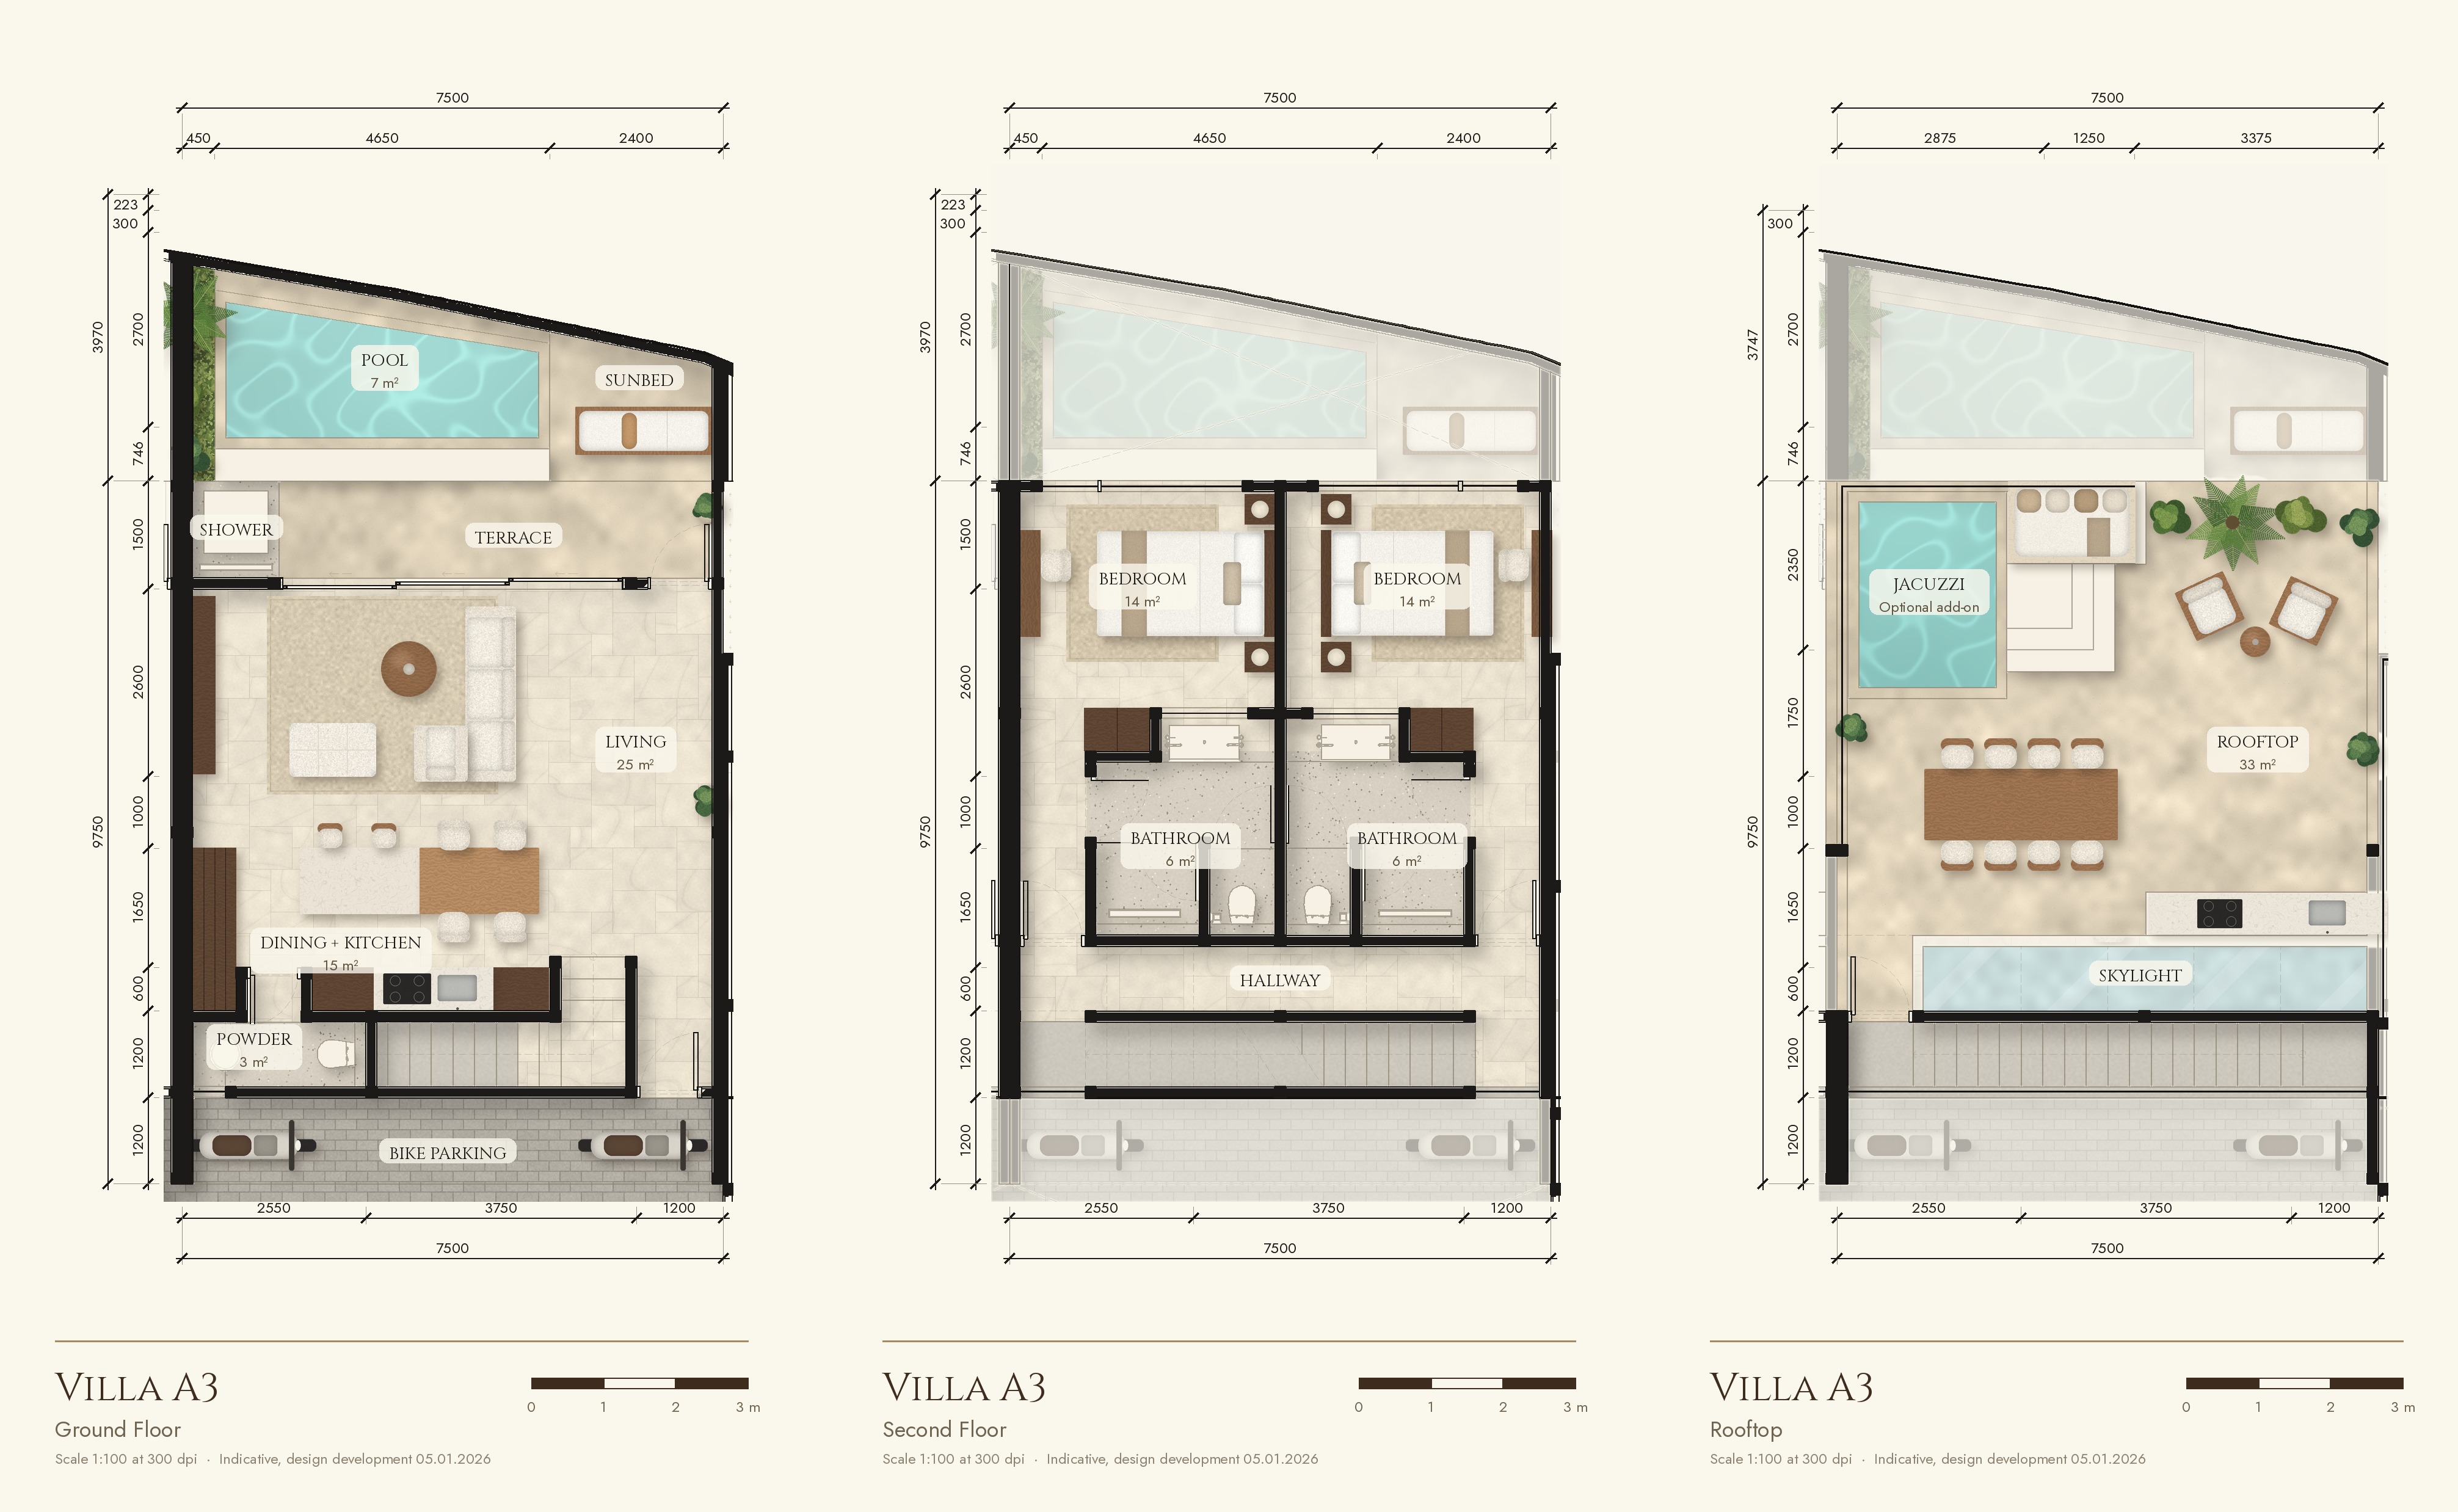 7500
450
4650
2400
223
300
3970
2700
746
9750
1500
2600
1000
1650
600
1200
1200
POOL
7 m²
SUNBED
SHOWER
TERRACE
LIVING
25 m²
DINING + KITCHEN
15 m²
POWDER
3 m²
BIKE PARKING
2550
3750
1200
7500
VILLA A3
Ground Floor
Scale 1:100 at 300 dpi · Indicative, design development 05.01.2026
0 1 2 3 m
7500
450
4650
2400
223
300
3970
2700
746
9750
1500
2600
1000
1650
600
1200
1200
BEDROOM
14 m²
BEDROOM
14 m²
BATHROOM
6 m²
BATHROOM
6 m²
HALLWAY
2550
3750
1200
7500
VILLA A3
Second Floor
Scale 1:100 at 300 dpi · Indicative, design development 05.01.2026
0 1 2 3 m
7500
2875
1250
3375
300
3747
2700
746
9750
2350
1750
1000
1650
600
1200
1200
JACUZZI
Optional add-on
ROOFTOP
33 m²
SKYLIGHT
2550
3750
1200
7500
VILLA A3
Rooftop
Scale 1:100 at 300 dpi · Indicative, design development 05.01.2026
0 1 2 3 m